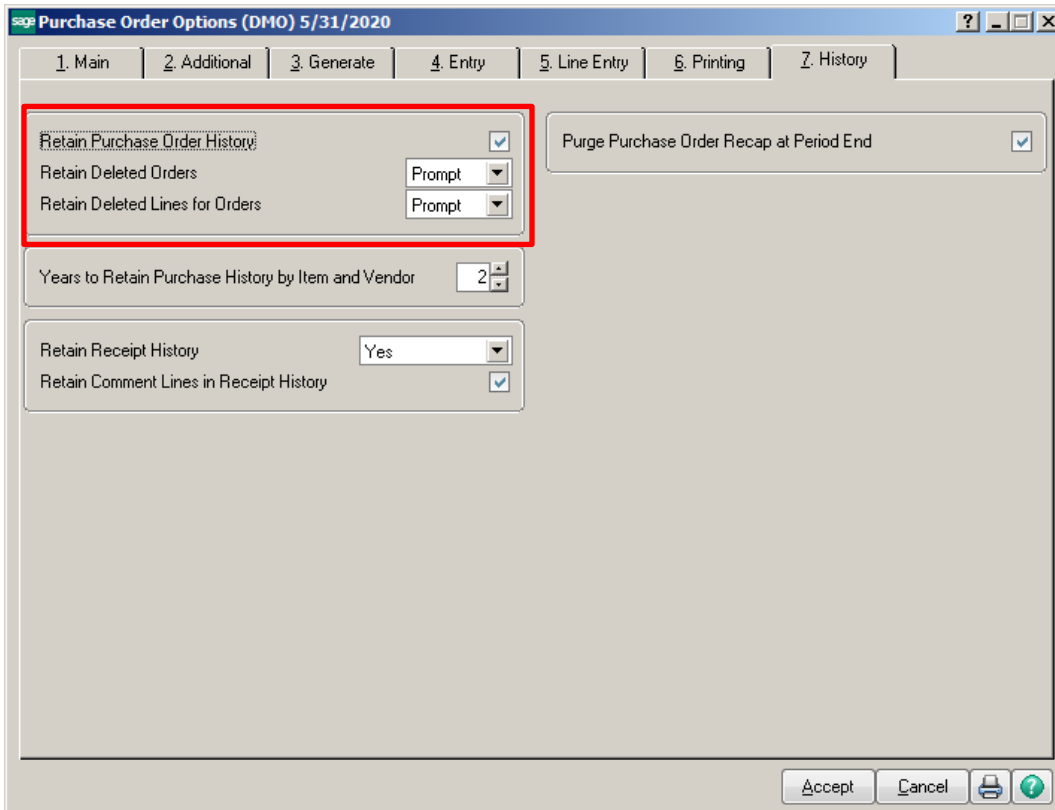 sage Purchase Order Options (DMO) 5/31/2020
1. Main 2. Additional 3. Generate 4. Entry 5. Line Entry 6. Printing 7. History
Retain Purchase Order History
Retain Deleted Orders Prompt
Retain Deleted Lines for Orders Prompt
Years to Retain Purchase History by Item and Vendor 2
Retain Receipt History Yes
Retain Comment Lines in Receipt History
Purge Purchase Order Recap at Period End
Accept Cancel